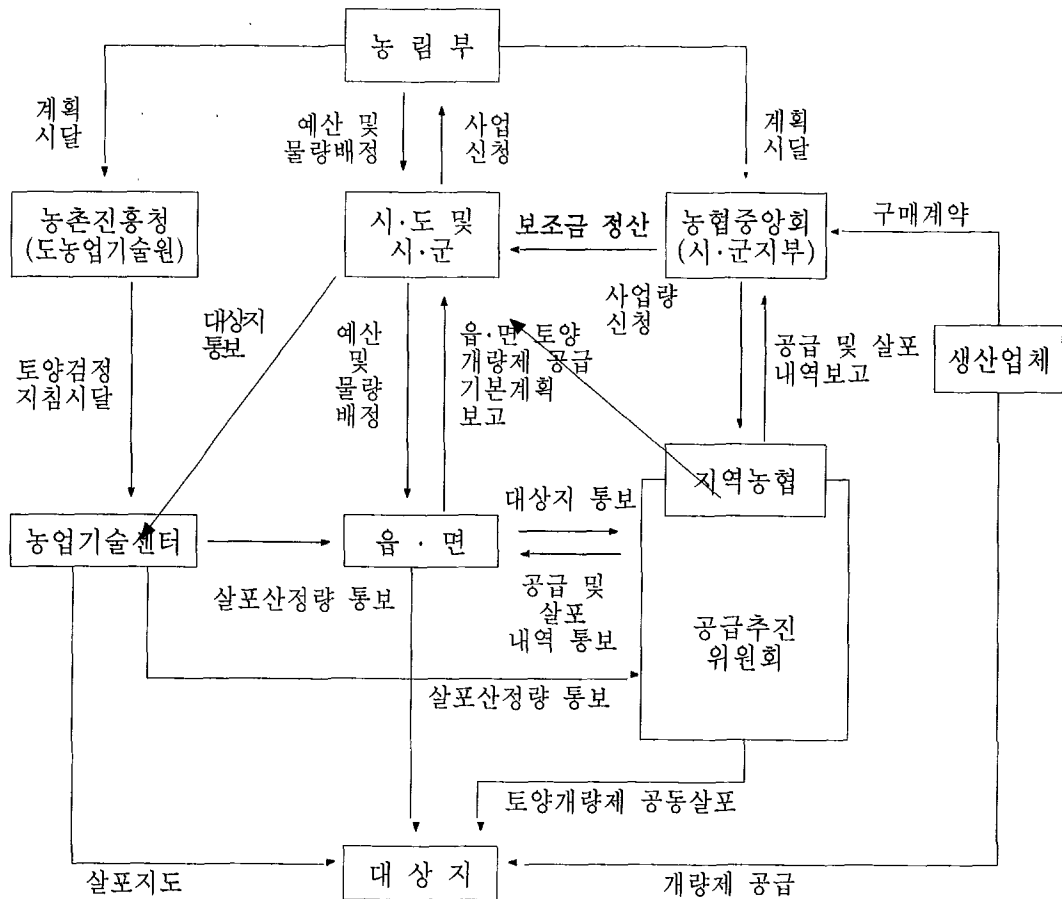 농 림 부
계획
시달
예산 및
물량배정
사업
신청
계획
시달
농촌진흥청
(도농업기술원)
시·도 및
시·군
보조금 정산
농협중앙회
(시·군지부)
구매계약
대상지
통보
토양검정
지침시달
예산
및
물량
배정
읍·면 토양
개량제 공급
기본계획
보고
사업량
신청
공급 및 살포
내역보고
생산업체
지역농협
농업기술센터
읍 · 면
대상지 통보
살포산정량 통보
공급 및
살포
내역 통보
공급추진
위원회
살포산정량 통보
토양개량제 공동살포
대 상 지
살포지도
개량제 공급